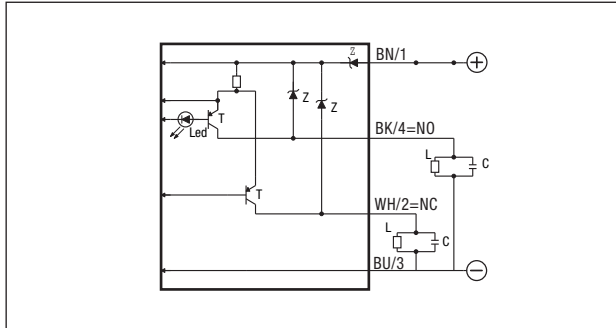 Z
BN/1
+
Z
Z
T
Led
BK/4=NO
L
C
T
WH/2=NC
L
C
BU/3
−